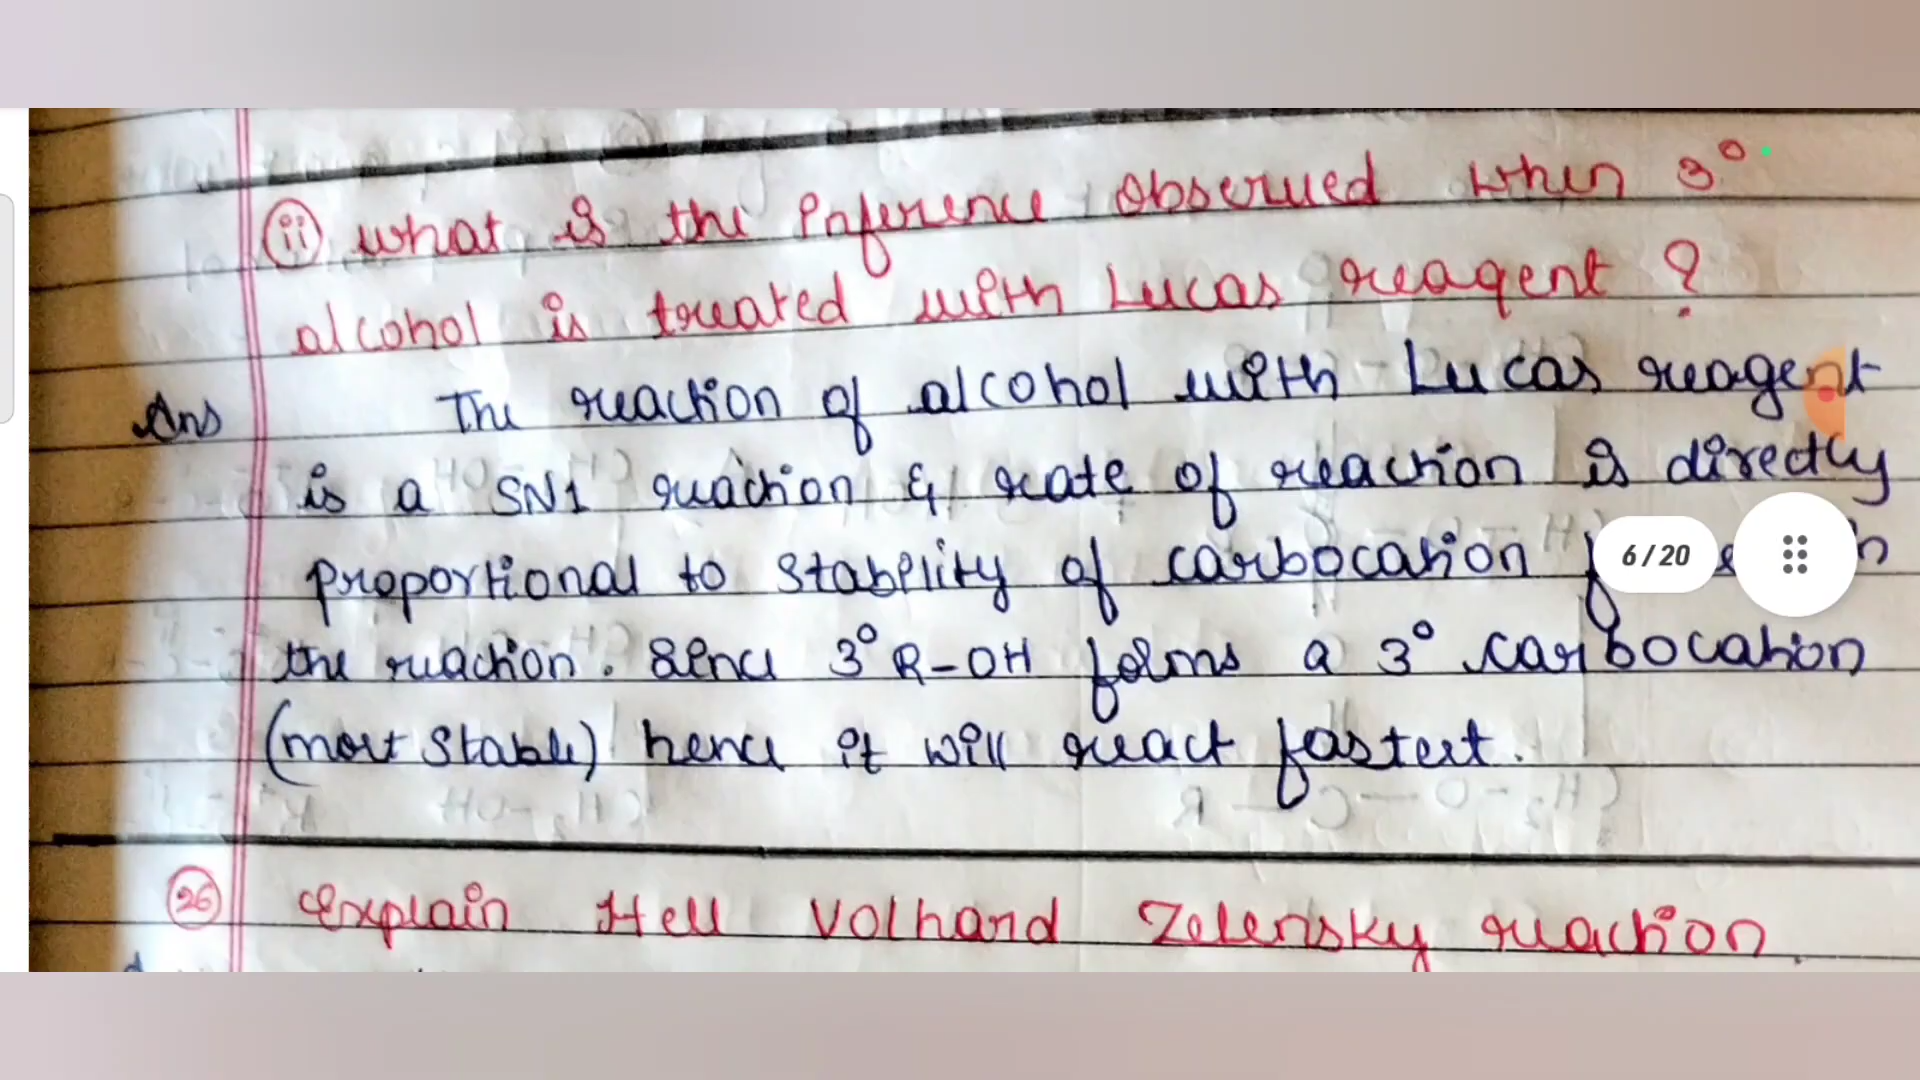 ii what is the inference observed when 3°
alcohol is treated with Lucas reagent ?
Ans The reaction of alcohol with Lucas reagent
is a SN1 reaction & rate of reaction is directly
proportional to stability of carbocation
6/20
the reaction. Since 3° R-OH forms a 3° carbocation
(most stable) hence it will react fastest.
26 Explain Hell Volhard Zelensky reaction.